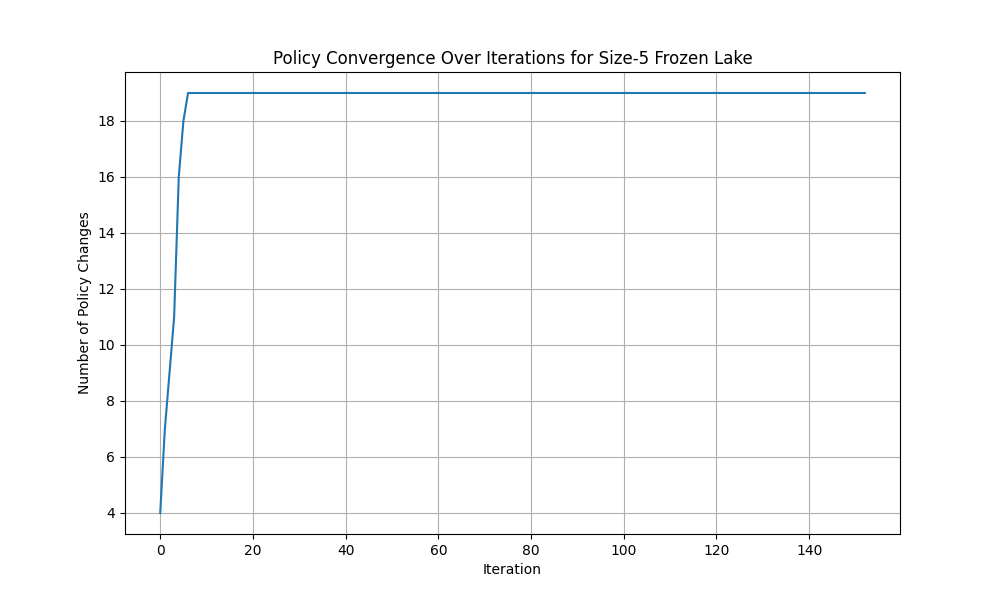 Policy Convergence Over Iterations for Size-5 Frozen Lake
Number of Policy Changes
18
16
14
12
10
8
6
4
0 20 40 60 80 100 120 140
Iteration